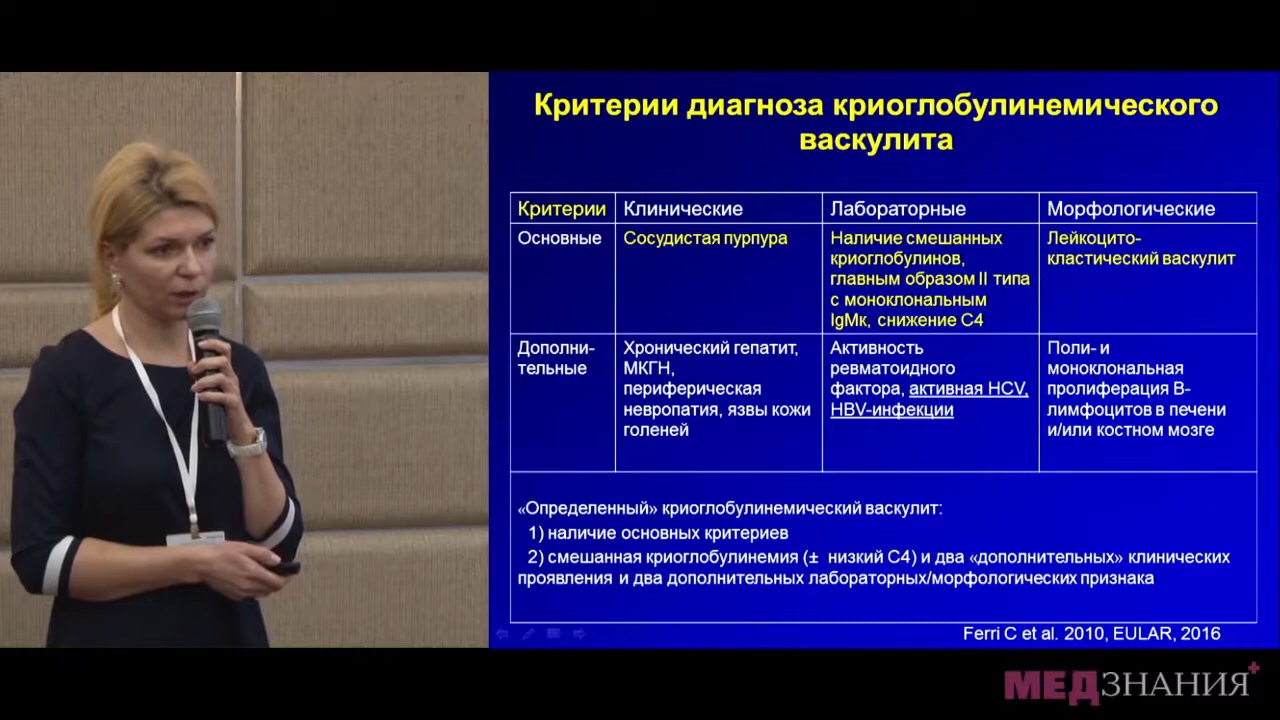 Критерии диагноза криоглобулинемического
васкулита
Критерии
Клинические
Лабораторные
Морфологические
Основные
Сосудистая пурпура
Наличие смешанных
криоглобулинов,
главным образом II типа
с моноклональным
IgMк, снижение С4
Лейкоцито-
кластический васкулит
Дополни-
тельные
Хронический гепатит,
МКГН,
периферическая
невропатия, язвы кожи
голеней
Активность
ревматоидного
фактора, активная HCV,
HBV-инфекции
Поли- и
моноклональная
пролиферация В-
лимфоцитов в печени
и/или костном мозге
«Определенный» криоглобулинемический васкулит:
1) наличие основных критериев
2) смешанная криоглобулинемия (± низкий С4) и два «дополнительных» клинических
проявления и два дополнительных лабораторных/морфологических признака
Ferri C et al. 2010, EULAR, 2016
МЕДЗНАНИЯ+